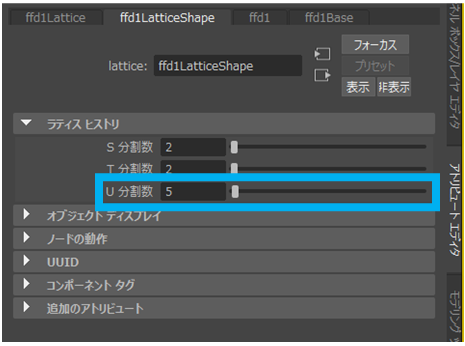 ffd1Lattice ffd1LatticeShape ffd1 ffd1Base
フォーカス
lattice: ffd1LatticeShape
プリセット
表示 非表示
ラティス ヒストリ
S 分割数 2
T 分割数 2
U 分割数 5
オブジェクト ディスプレイ
ノードの動作
UUID
コンポーネント タグ
追加のアトリビュート
ネル ボックス/レイヤ エディタ
アトリビュート エディタ
モデリング